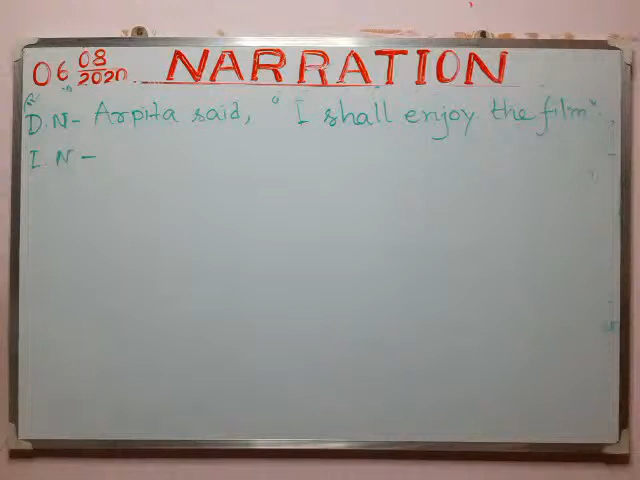 06 08/2020 NARRATION
D.N- Arpita said, "I shall enjoy the film".
I N -